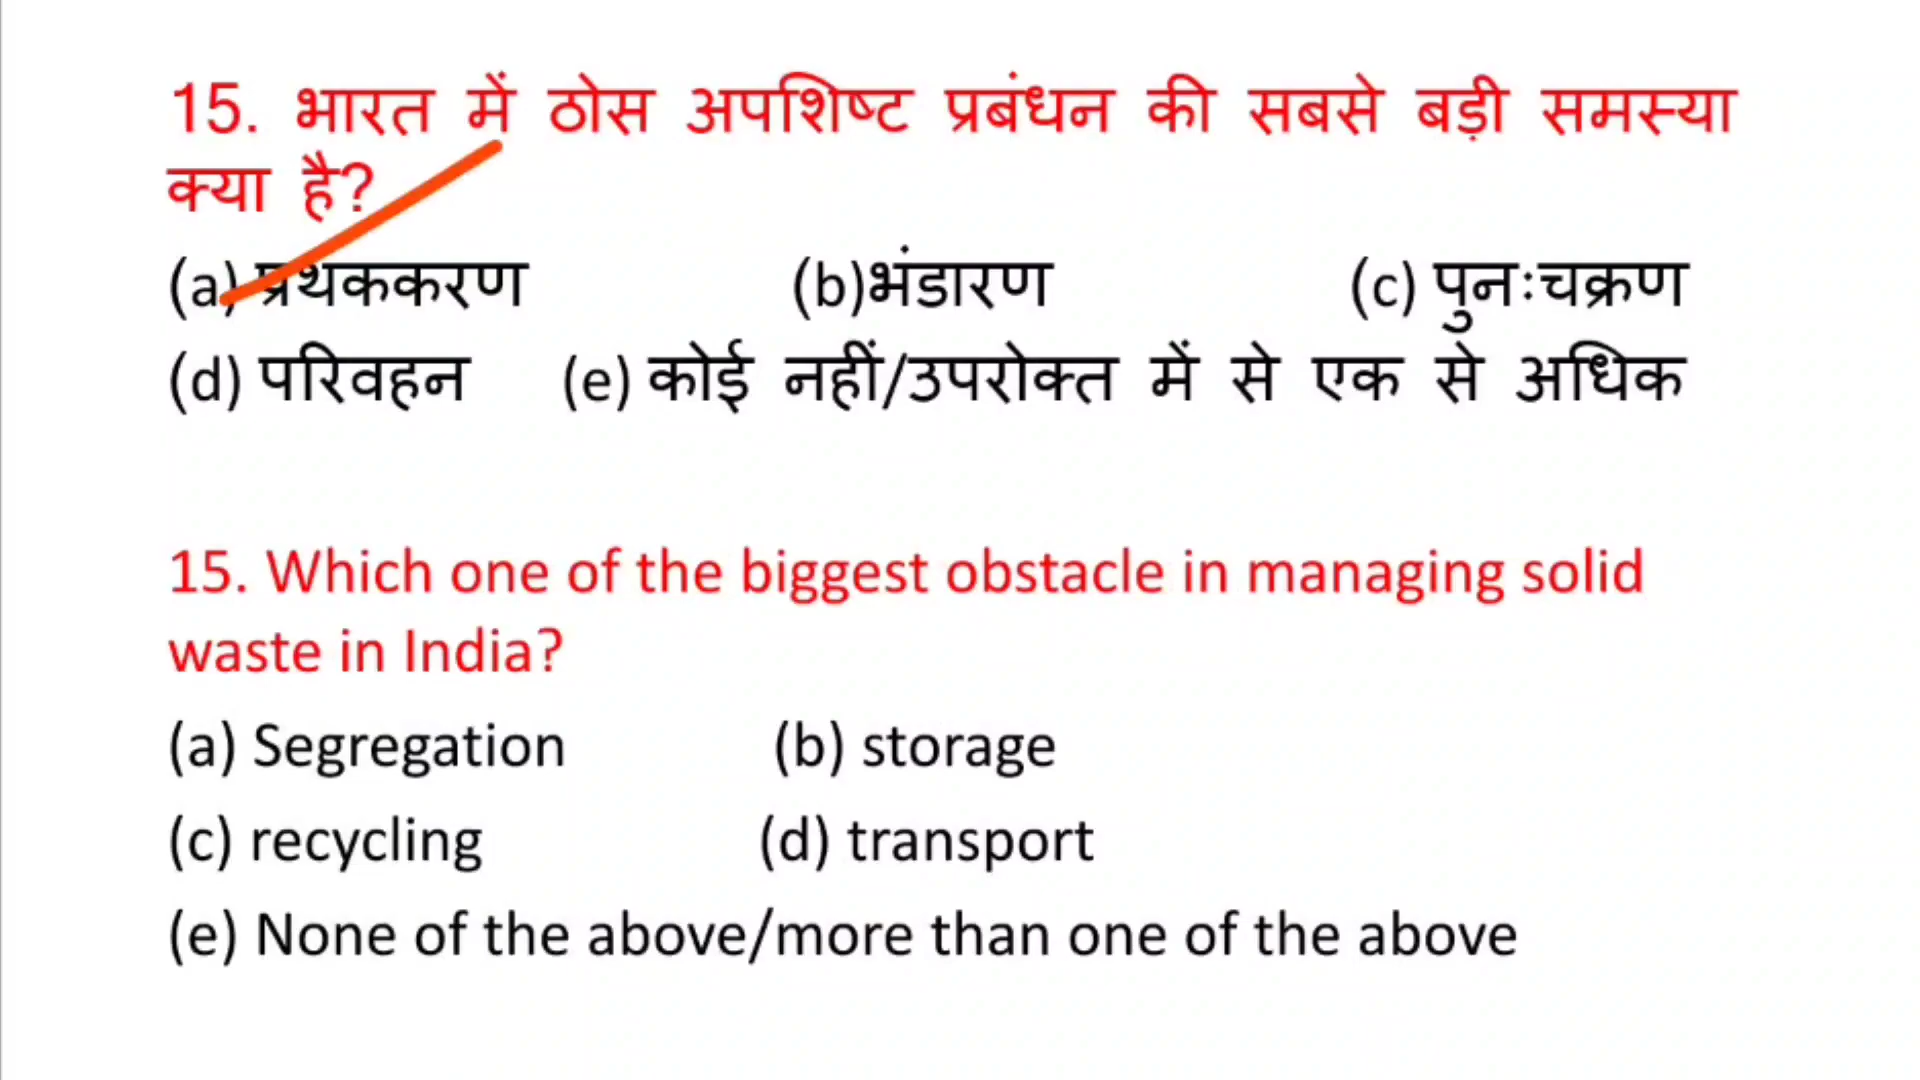 15. भारत में ठोस अपशिष्ट प्रबंधन की सबसे बड़ी समस्या
क्या है?
(a) प्रथककरण (b)भंडारण (c) पुनःचक्रण
(d) परिवहन (e) कोई नहीं/उपरोक्त में से एक से अधिक
15. Which one of the biggest obstacle in managing solid
waste in India?
(a) Segregation (b) storage
(c) recycling (d) transport
(e) None of the above/more than one of the above